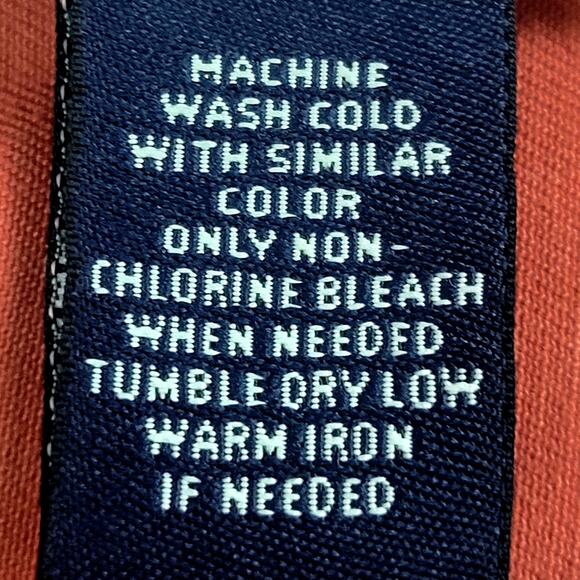 MACHINE
WASH COLD
WITH SIMILAR
COLOR
ONLY NON-
CHLORINE BLEACH
WHEN NEEDED
TUMBLE DRY LOW
WARM IRON
IF NEEDED